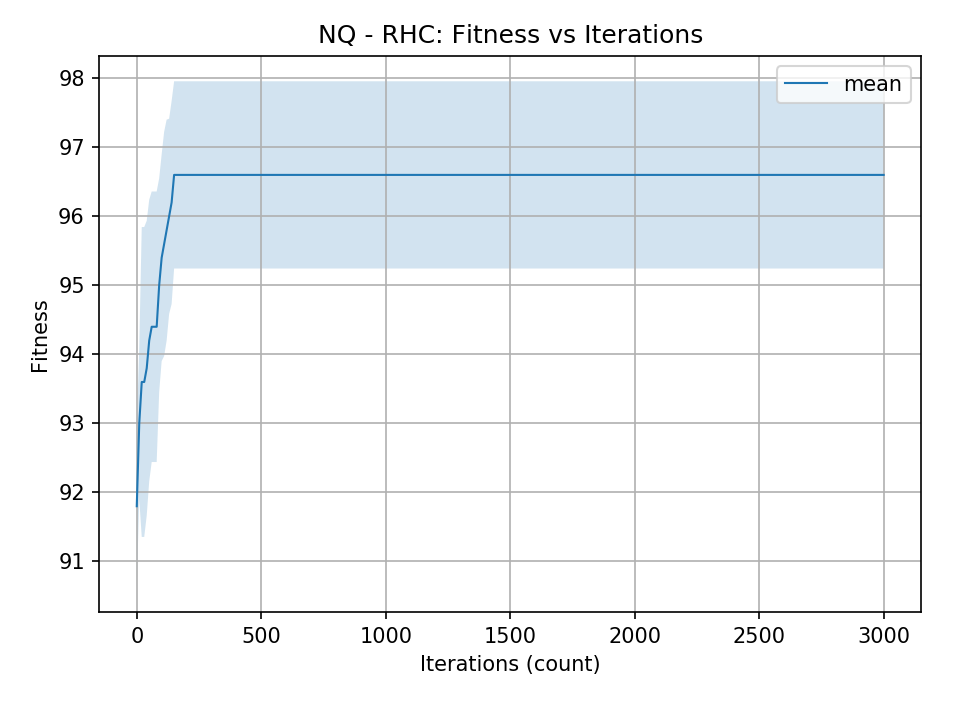 NQ - RHC: Fitness vs Iterations
mean
98
97
96
95
94
93
92
91
Fitness
0 500 1000 1500 2000 2500 3000
Iterations (count)